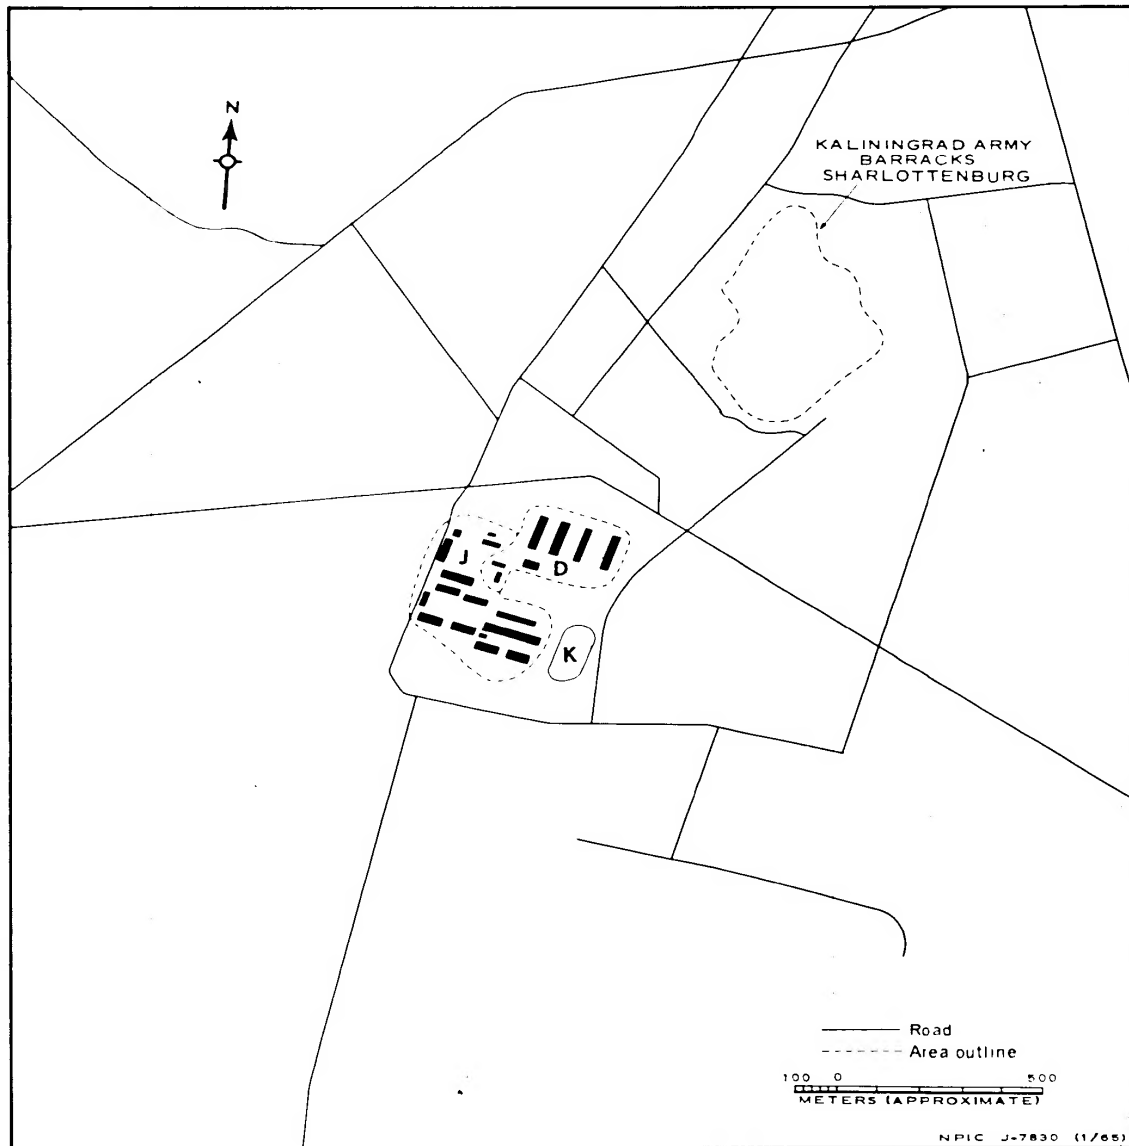 N
KALININGRAD ARMY
BARRACKS
SHARLOTTENBURG
J
D
K
Road
Area outline
100 0 500
METERS (APPROXIMATE)
NPIC J-7830 (1/65)